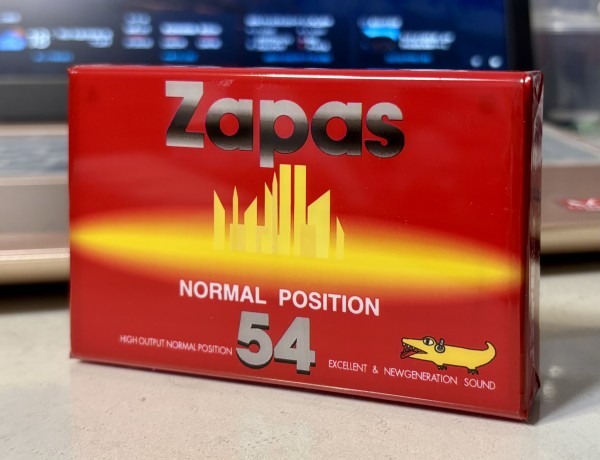 Zapas
NORMAL POSITION
HIGH OUTPUT NORMAL POSITION 54 EXCELLENT & NEWGENERATION SOUND